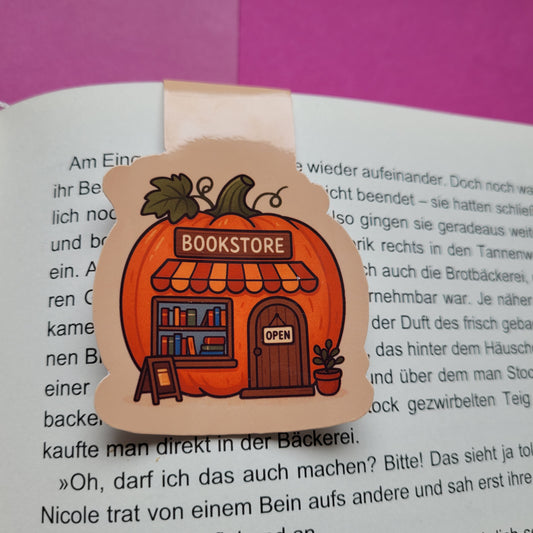 Am Eing wieder aufeinander. Doch noch wa
ihr Be icht beendet – sie hatten schließ
lich noc lso gingen sie geradeaus weit
und bo rik rechts in den Tannenw
ein. A ch auch die Brotbäckerei,
ren rnehmbar war. Je näher
kame der Duft des frisch geba
nen B das hinter dem Häusch
einer und über dem man Stoc
backe tock gezwirbelten Teig
kaufte man direkt in der Bäckerei.
»Oh, darf ich das auch machen? Bitte! Das sieht ja tol
Nicole trat von einem Bein aufs andere und sah erst ihre
BOOKSTORE
OPEN